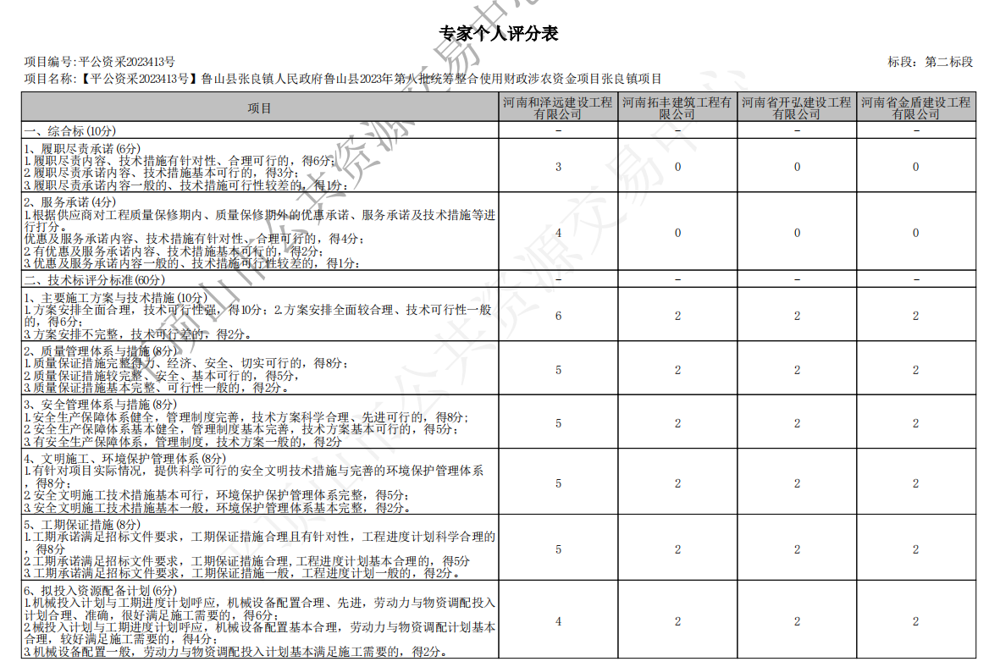 专家个人评分表
项目编号:平公资采2023413号
标段：第二标段
项目名称:【平公资采2023413号】鲁山县张良镇人民政府鲁山县2023年第八批统筹整合使用财政涉农资金项目张良镇项目
项目
河南和泽远建设工程
有限公司
河南拓丰建筑工程有
限公司
河南省开弘建设工程
有限公司
河南省金盾建设工程
有限公司
一、综合标(10分)
- - - -
1、履职尽责承诺(6分)
1.履职尽责内容、技术措施有针对性、合理可行的，得6分；
2.履职尽责承诺内容、技术措施基本可行的，得3分；
3.履职尽责承诺内容一般的、技术措施可行性较差的，得1分：
3 0 0 0
2、服务承诺(4分)
1.根据供应商对工程质量保修期内、质量保修期外的优惠承诺、服务承诺及技术措施等进
行打分。
优惠及服务承诺内容、技术措施有针对性、合理可行的，得4分；
2.有优惠及服务承诺内容、技术措施基本可行的，得2分；
3.优惠及服务承诺内容一般的、技术措施可行性较差的，得1分：
4 0 0 0
二、技术标评分标准(60分)
- - - -
1、主要施工方案与技术措施(10分)
1.方案安排全面合理，技术可行性强，得10分；2.方案安排全面较合理、技术可行性一般
的，得6分；
3.方案安排不完整，技术可行差的，得2分。
6 2 2 2
2、质量管理体系与措施(8分)
1.质量保证措施完整得力、经济、安全、切实可行的，得8分；
2.质量保证措施较完整、安全、基本可行的，得5分，
3.质量保证措施基本完整、可行性一般的，得2分。
5 2 2 2
3、安全管理体系与措施(8分)
1.安全生产保障体系健全，管理制度完善，技术方案科学合理、先进可行的，得8分；
2.安全生产保障体系基本健全，管理制度基本完善，技术方案基本可行的，得5分；
3.有安全生产保障体系，管理制度，技术方案一般的，得2分
5 2 2 2
4、文明施工、环境保护管理体系(8分)
1.有针对项目实际情况，提供科学可行的安全文明技术措施与完善的环境保护管理体系
，得8分；
2.安全文明施工技术措施基本可行，环境保护保护管理体系完整，得5分；
3.安全文明施工技术措施基本一般，环境保护管理体系基本完整，得2分。
5 2 2 2
5、工期保证措施(8分)
1.工期承诺满足招标文件要求，工期保证措施合理且有针对性，工程进度计划科学合理的
，得8分
2.工期承诺满足招标文件要求，工期保证措施合理,工程进度计划基本合理的，得5分
3.工期承诺满足招标文件要求，工期保证措施一般，工程进度计划一般的，得2分。
5 2 2 2
6、拟投入资源配备计划(6分)
1.机械投入计划与工期进度计划呼应，机械设备配置合理、先进，劳动力与物资调配投入
计划合理、准确，很好满足施工需要的，得6分；
2.械投入计划与工期进度计划呼应，机械设备配置基本合理，劳动力与物资调配计划基本
合理，较好满足施工需要的，得4分；
3.机械设备配置一般，劳动力与物资调配投入计划基本满足施工需要的，得2分。
4 2 2 2
平顶山市公共资源交易中心
平顶山市公共资源交易中心